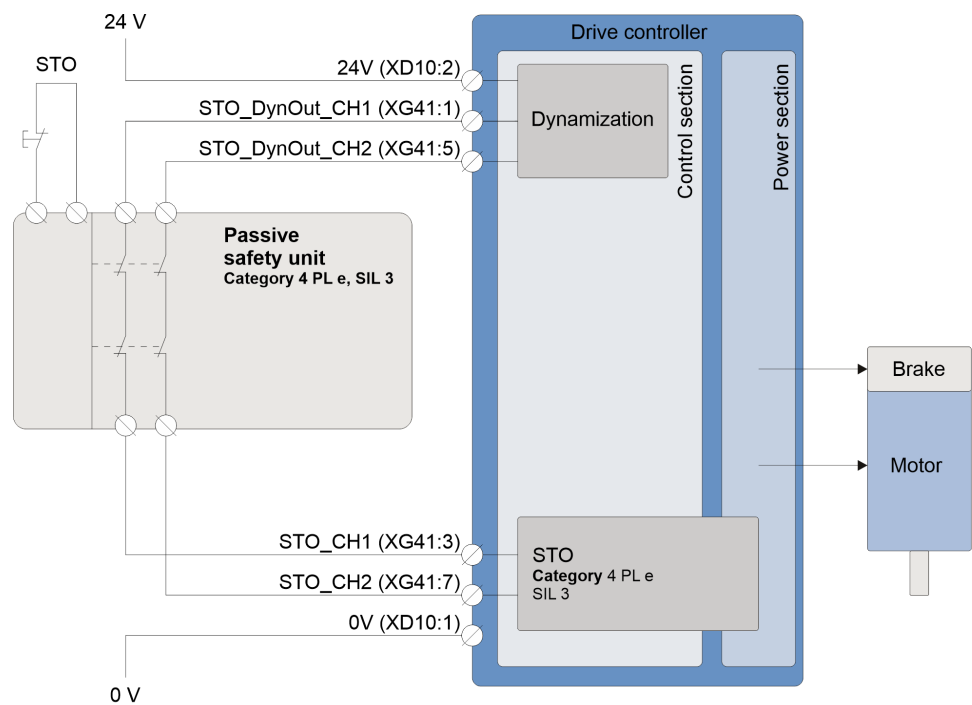 24 V
Drive controller
STO
24V (XD10:2)
STO_DynOut_CH1 (XG41:1)
STO_DynOut_CH2 (XG41:5)
Dynamization
Control section
Power section
Passive
safety unit
Category 4 PL e, SIL 3
Brake
Motor
STO_CH1 (XG41:3)
STO_CH2 (XG41:7)
0V (XD10:1)
STO
Category 4 PL e
SIL 3
0 V